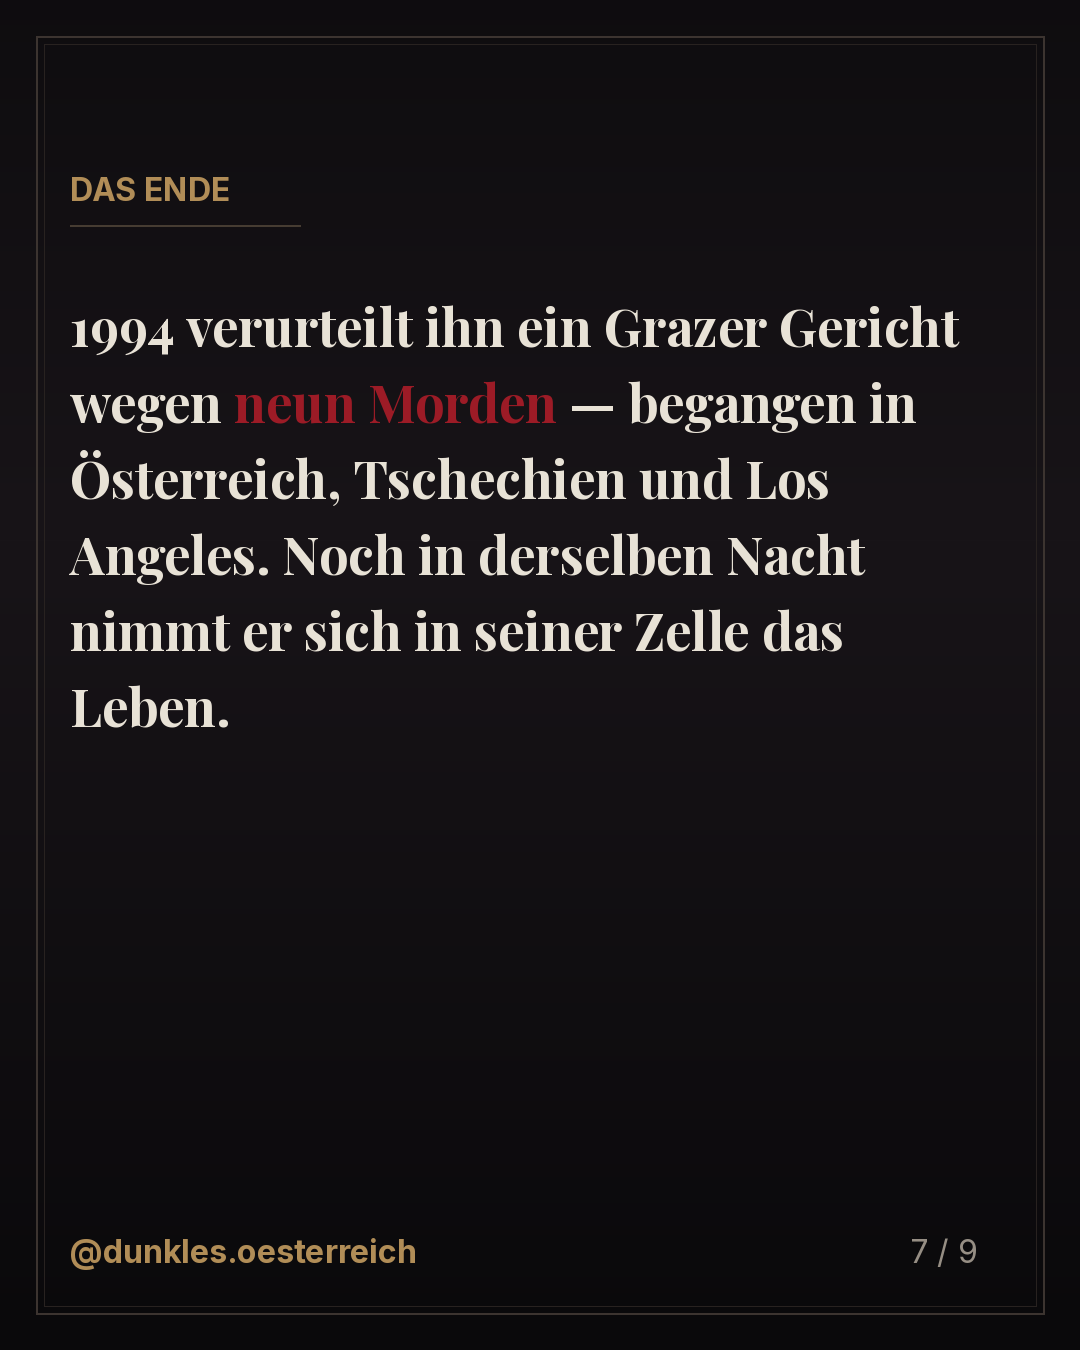 DAS ENDE
1994 verurteilt ihn ein Grazer Gericht
wegen neun Morden — begangen in
Österreich, Tschechien und Los
Angeles. Noch in derselben Nacht
nimmt er sich in seiner Zelle das
Leben.
@dunkles.oesterreich
7 / 9